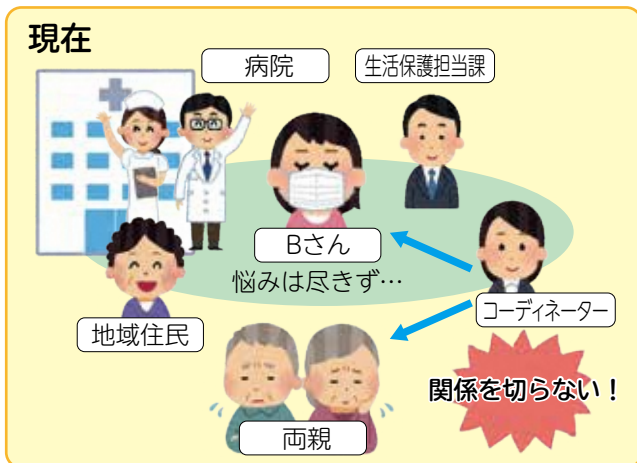 現在
病院
生活保護担当課
Bさん
悩みは尽きず…
コーディネーター
地域住民
関係を切らない！
両親